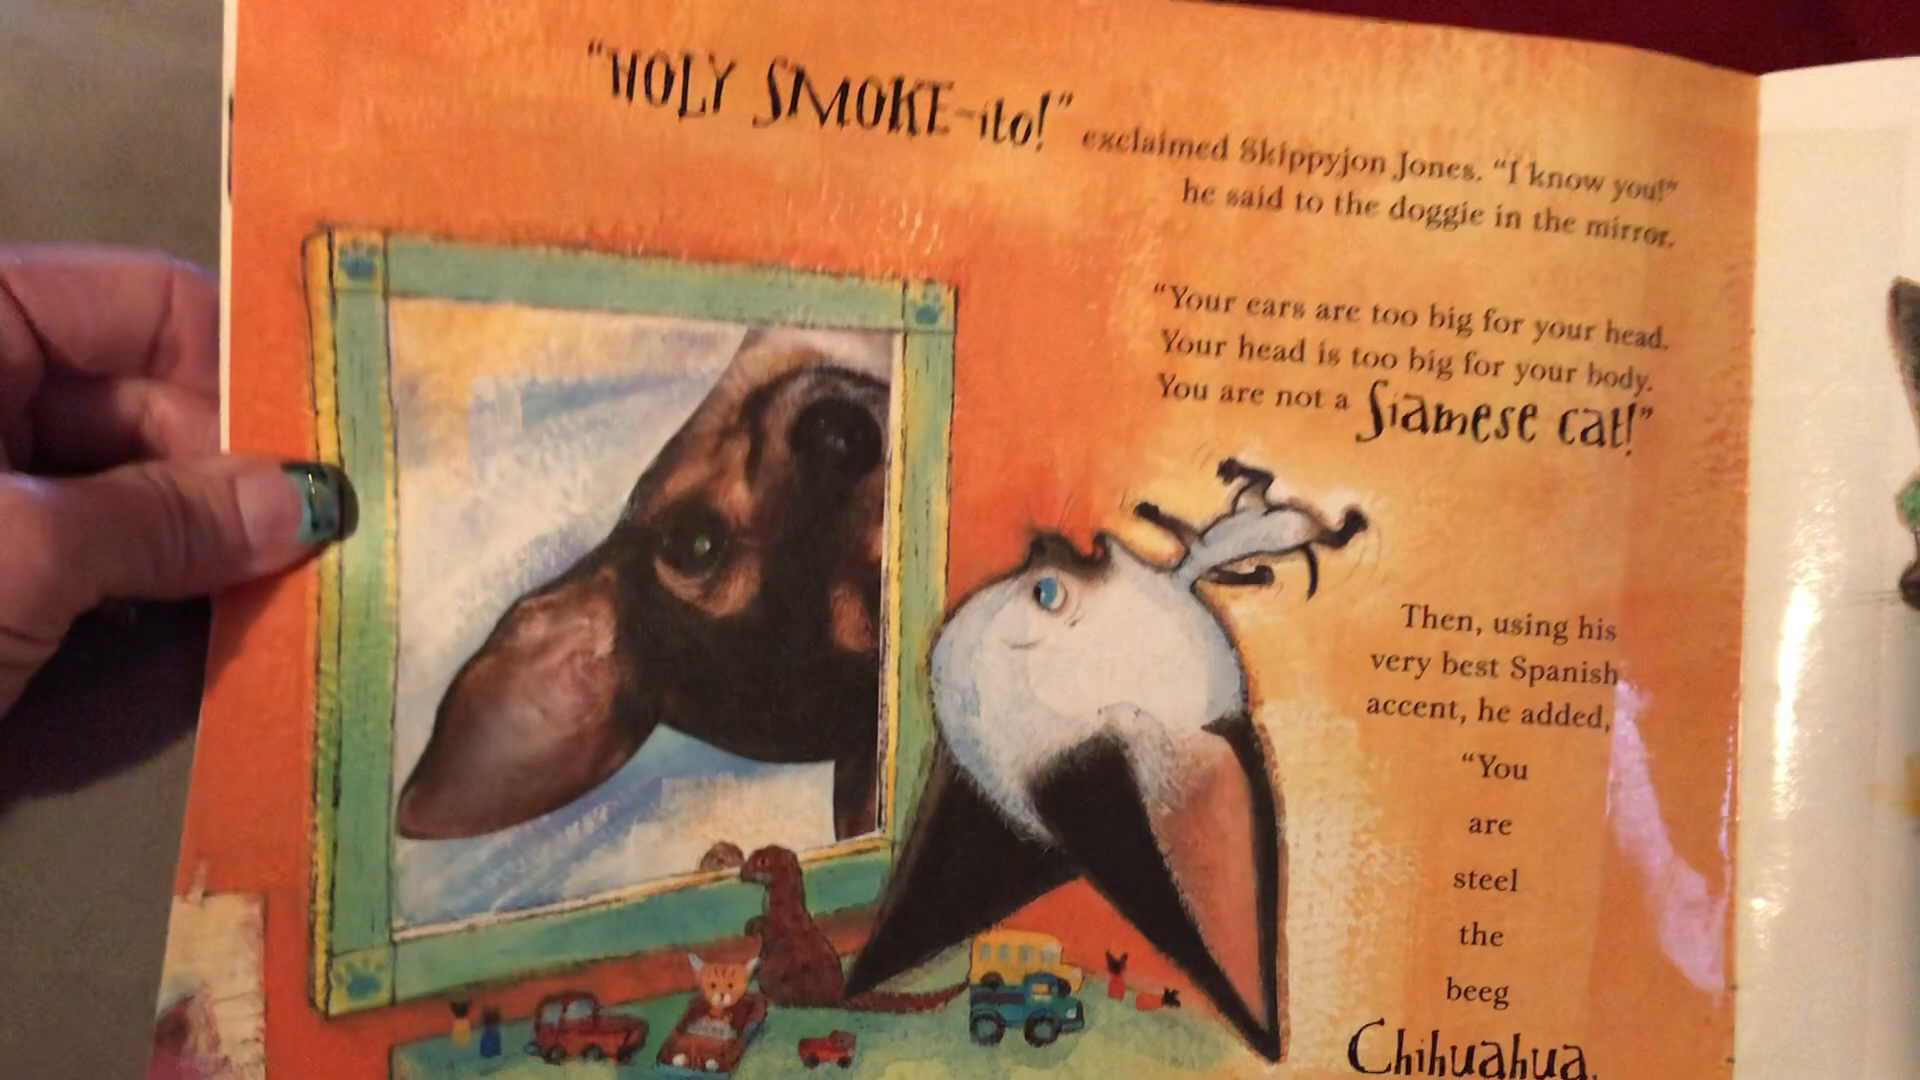 "HOLY SMOKE-ito!" exclaimed Skippyjon Jones. "I know you!"
he said to the doggie in the mirror.
"Your ears are too big for your head.
Your head is too big for your body.
You are not a Siamese cat!"
Then, using his
very best Spanish
accent, he added,
"You
are
steel
the
beeg
Chihuahua.